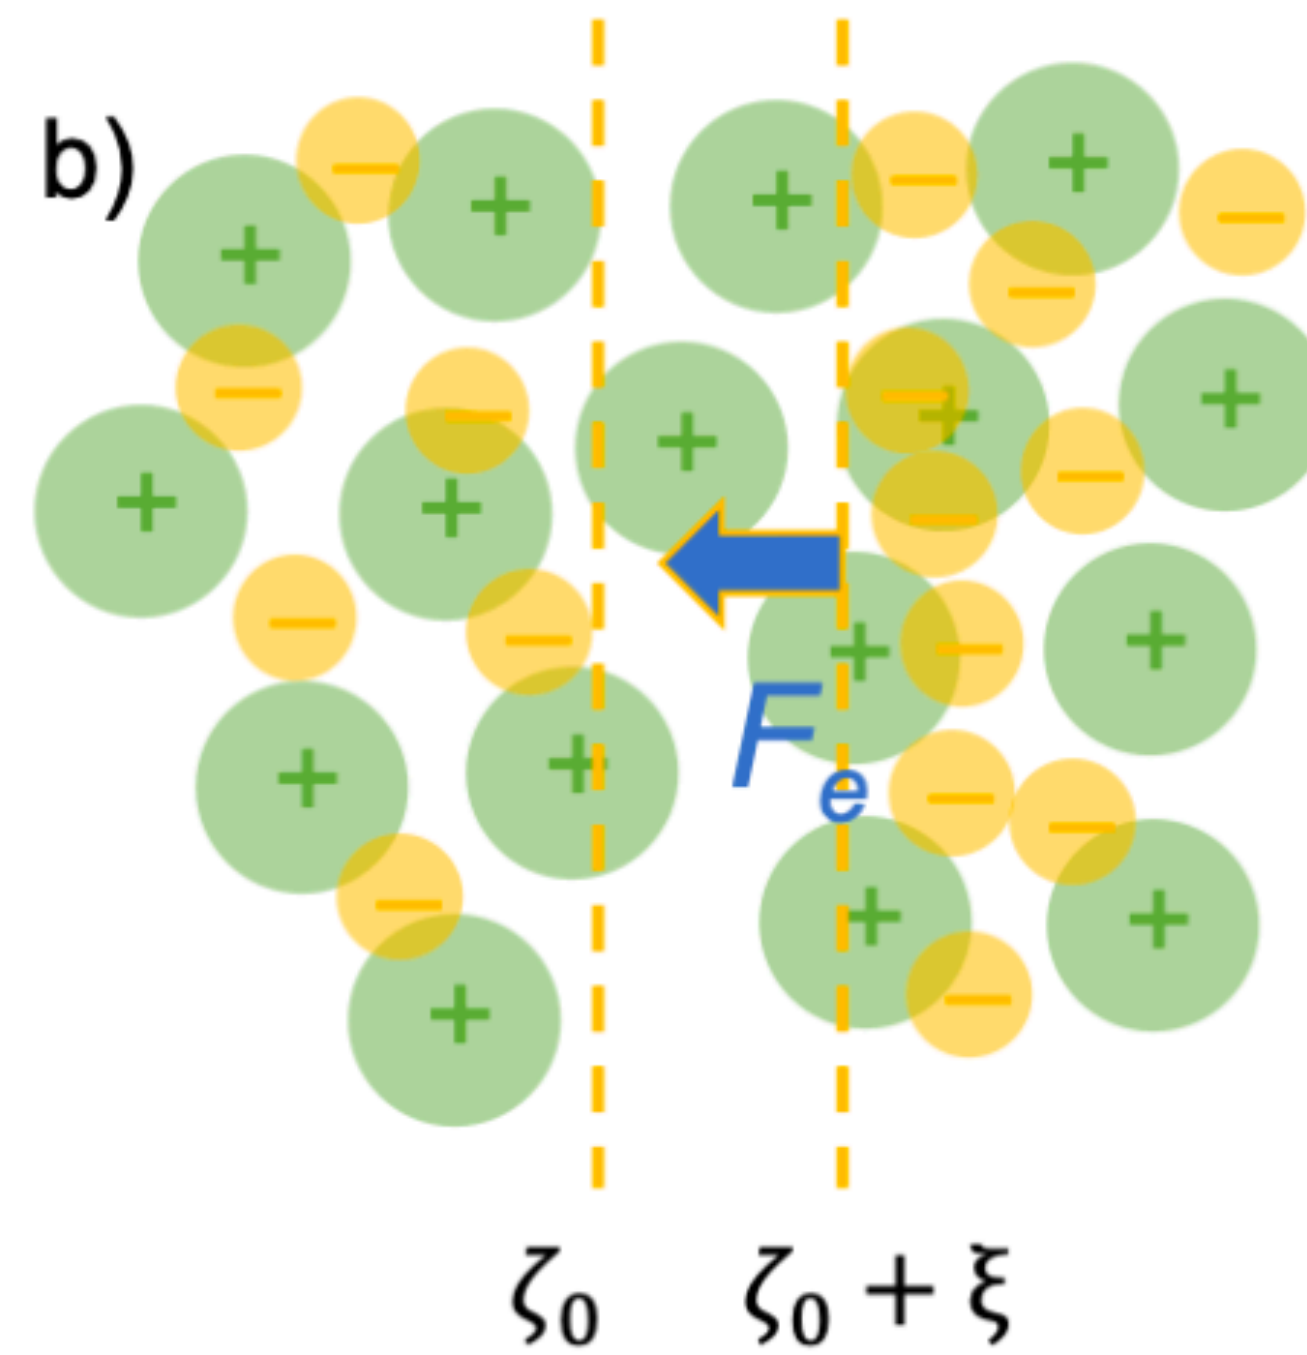 b)
+ − + + − + −
+ − − − + +
+ − + + − − +
− − + − +
+ + − −
− + − +
+
F_e
ζ₀ ζ₀ + ξ